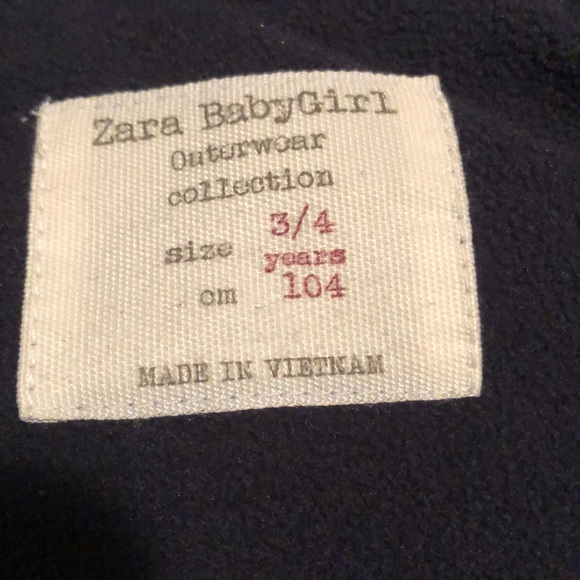 Zara BabyGirl
Outerwear
collection
size 3/4
years
cm 104
MADE IN VIETNAM